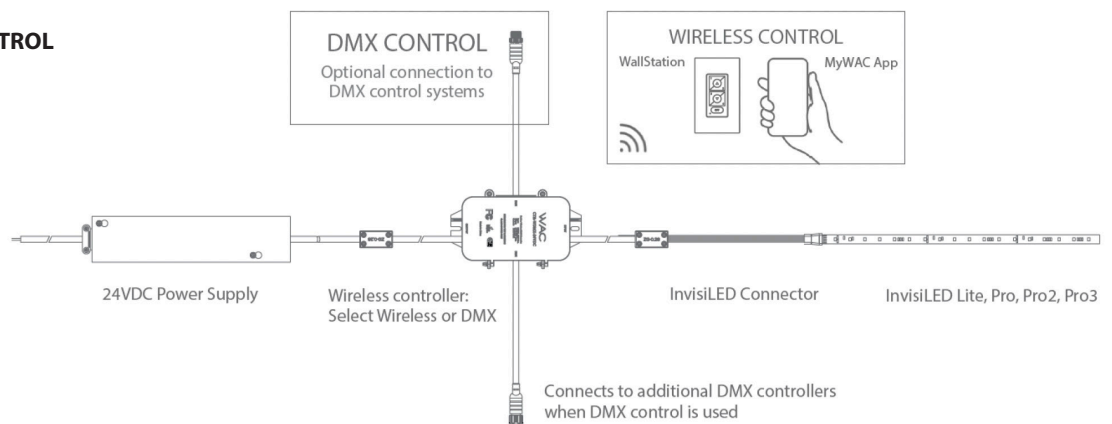 TROL
DMX CONTROL
Optional connection to
DMX control systems
WIRELESS CONTROL
WallStation
MyWAC App
WAC
FC
24VDC Power Supply
Wireless controller:
Select Wireless or DMX
InvisiLED Connector
InvisiLED Lite, Pro, Pro2, Pro3
Connects to additional DMX controllers
when DMX control is used